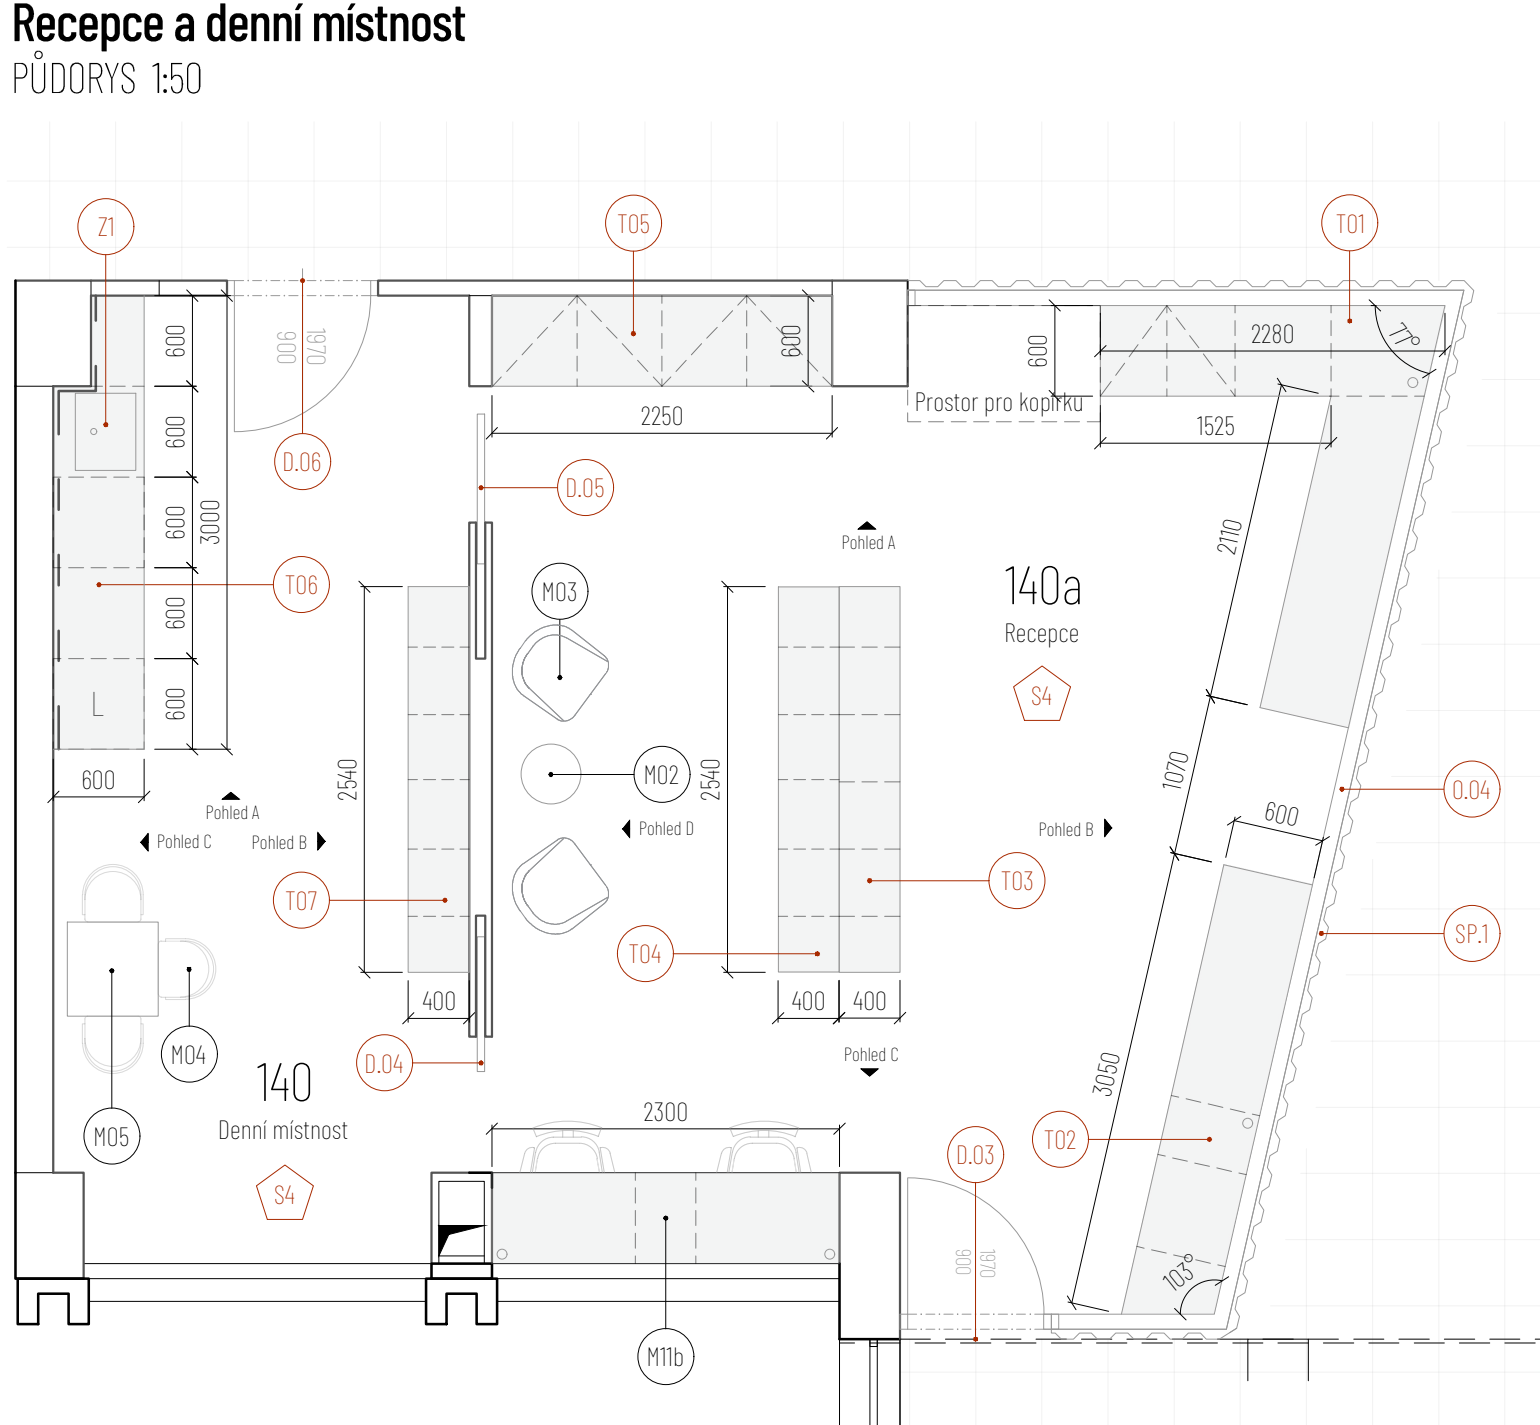 Recepce a denní místnost
PŮDORYS 1:50
Z1
T05
T01
600
1970
900
600
600
2280
77°
Prostor pro kopírku
2250
1525
600
D.06
D.05
600
3000
2110
Pohled A
T06
M03
140a
Recepce
600
S4
L
600
2540
M02
2540
1070
O.04
600
Pohled A
Pohled C
Pohled B
Pohled D
Pohled B
600
T07
T03
T04
SP.1
400
400
400
M04
D.04
Pohled C
140
Denní místnost
3050
2300
M05
T02
D.03
S4
1970
900
103°
M11b